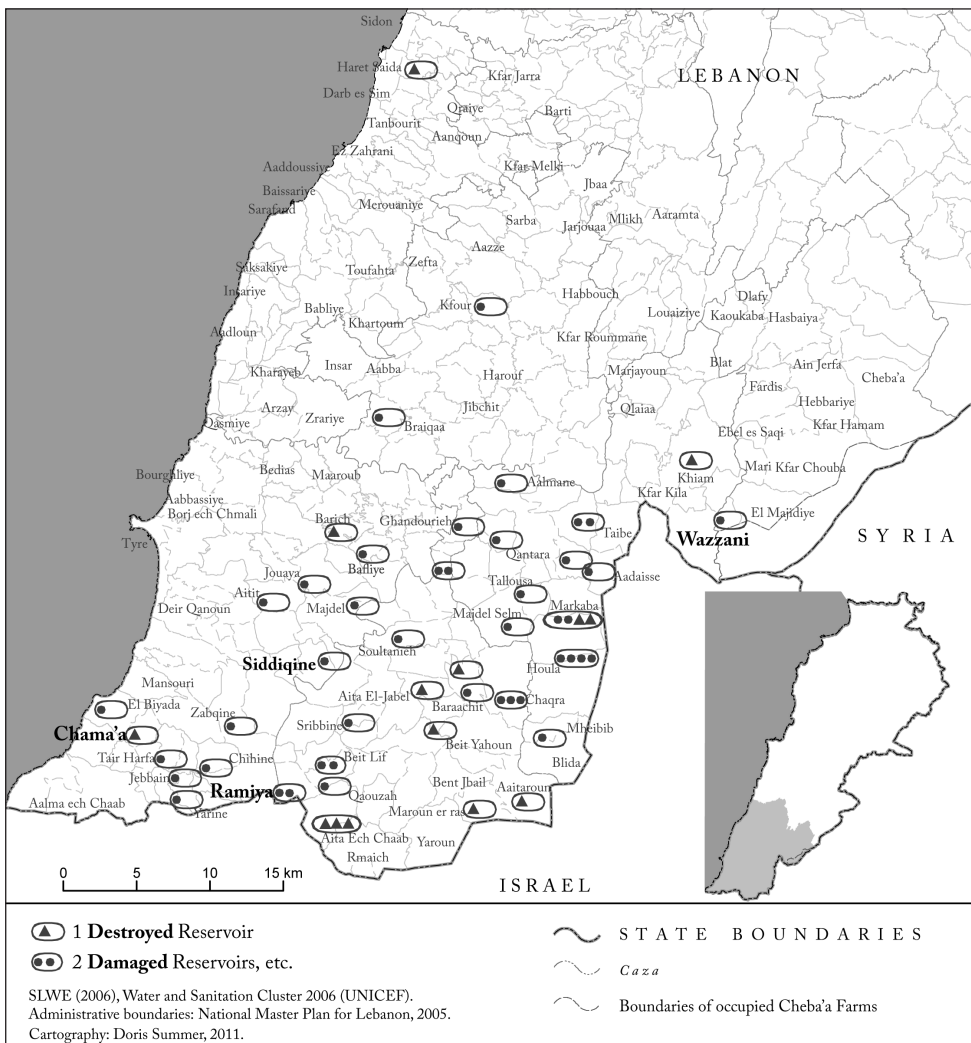 Sidon
Haret Saida
Kfar Jarra
LEBANON
Darb es Sim
Qraiye
Barti
Tanbourit
Aanqoun
Ez Zahrani
Aaddoussiye
Kfar Melki
Jbaa
Baissariye
Merouaniye
Sarafand
Sarba
Mlikh
Aaramta
Jarjouaa
Aazze
Zefta
Saksakiye
Toufahta
Insariye
Habbouch
Dlafy
Babliye
Kfour
Louaiziye
Kaoukaba
Hasbaiya
Khartoum
Aadloun
Kfar Roummane
Insar
Aabba
Blat
Ain Jerfa
Kharayeb
Harouf
Marjayoun
Cheba'a
Fardis
Arzay
Jibchit
Qlaiaa
Hebbariye
Zrariye
Qasmiye
Braiqaa
Kfar Hamam
Ebel es Saqi
Bourghliye
Bedias
Maaroub
Mari
Kfar Chouba
Khiam
Aalmane
Kfar Kila
Aabbassiye
Borj ech Chmali
Barich
Ghandourieh
El Majidiye
Taibe
Wazzani
SYRIA
Tyre
Qantara
Bafliye
Jouaya
Tallousa
Aadaisse
Aitit
Deir Qanoun
Majdel
Majdel Selm
Markaba
Soultanieh
Siddiqine
Houla
Mansouri
Aita El-Jabel
El Biyada
Zabqine
Baraachit
Chaqra
Sribbine
Chama'a
Mheibib
Beit Yahoun
Tair Harfa
Chihine
Beit Lif
Blida
Jebbain
Bent Jbail
Ramiya
Qaouzah
Aitaroun
Aalma ech Chaab
Yarine
Maroun er ras
Aita Ech Chaab
Yaroun
Rmaich
0 5 10 15 km
ISRAEL
1 Destroyed Reservoir
2 Damaged Reservoirs, etc.
SLWE (2006), Water and Sanitation Cluster 2006 (UNICEF).
Administrative boundaries: National Master Plan for Lebanon, 2005.
Cartography: Doris Summer, 2011.
STATE BOUNDARIES
Caza
Boundaries of occupied Cheba'a Farms